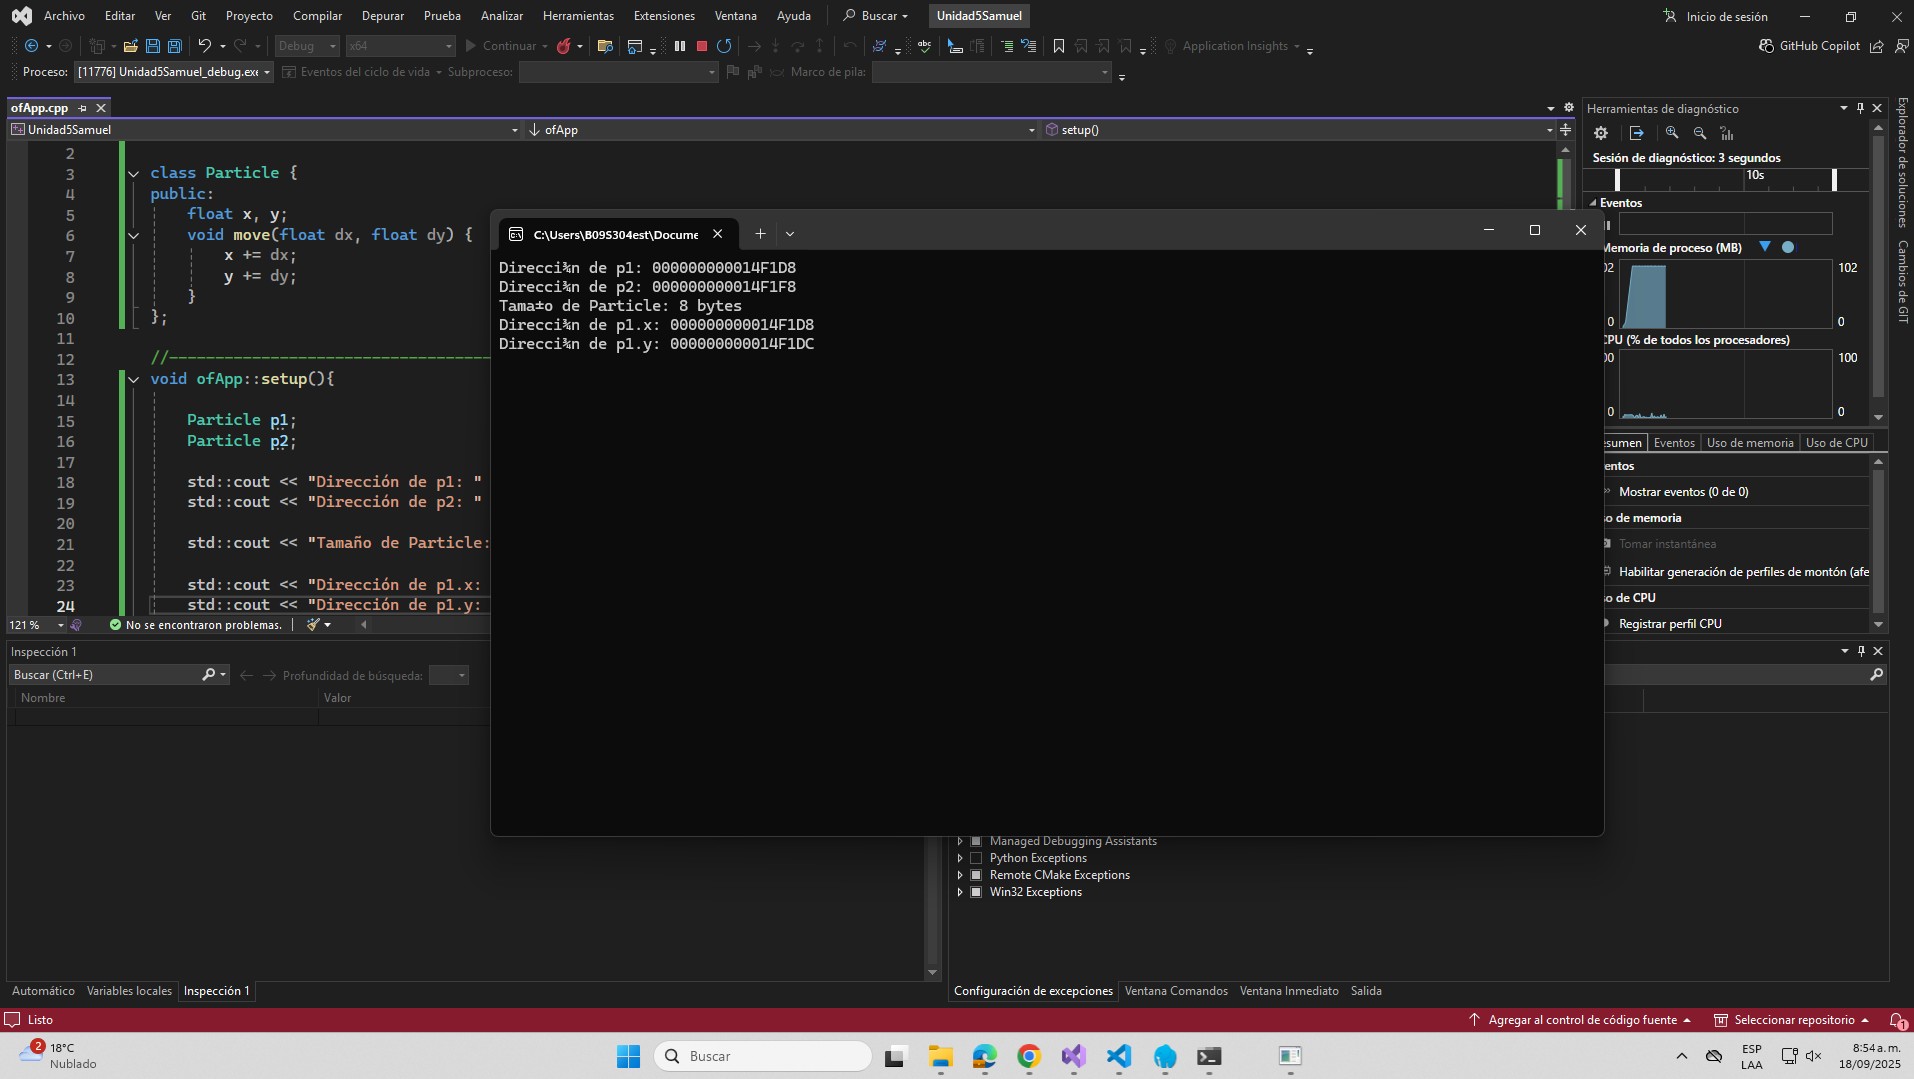 Archivo Editar Ver Git Proyecto Compilar Depurar Prueba Analizar Herramientas Extensiones Ventana Ayuda Buscar Unidad5Samuel Inicio de sesión
Debug x64 Continuar abc Application Insights GitHub Copilot
Proceso: [11776] Unidad5Samuel_debug.exe Eventos del ciclo de vida Subproceso: Marco de pila:
ofApp.cpp
Unidad5Samuel ofApp setup()
2
3 class Particle {
4 public:
5 float x, y;
6 void move(float dx, float dy) {
7 x += dx;
8 y += dy;
9 }
10 };
11
12 //-----------------------------------
13 void ofApp::setup(){
14
15 Particle p1;
16 Particle p2;
17
18 std::cout << "Dirección de p1: "
19 std::cout << "Dirección de p2: "
20
21 std::cout << "Tamaño de Particle:
22
23 std::cout << "Dirección de p1.x:
24 std::cout << "Dirección de p1.y:
121 % No se encontraron problemas.
C:\Users\B09S304est\Docume
Direcci¾n de p1: 000000000014F1D8
Direcci¾n de p2: 000000000014F1F8
Tama±o de Particle: 8 bytes
Direcci¾n de p1.x: 000000000014F1D8
Direcci¾n de p1.y: 000000000014F1DC
Herramientas de diagnóstico
Sesión de diagnóstico: 3 segundos
10s
Eventos
Memoria de proceso (MB)
02 102
0 0
CPU (% de todos los procesadores)
00 100
0 0
esumen Eventos Uso de memoria Uso de CPU
entos
Mostrar eventos (0 de 0)
so de memoria
Tomar instantánea
Habilitar generación de perfiles de montón (afe
so de CPU
Registrar perfil CPU
Explorador de soluciones
Cambios de GIT
Inspección 1
Buscar (Ctrl+E) Profundidad de búsqueda:
Nombre Valor
Managed Debugging Assistants
Python Exceptions
Remote CMake Exceptions
Win32 Exceptions
Automático Variables locales Inspección 1
Configuración de excepciones Ventana Comandos Ventana Inmediato Salida
Listo Agregar al control de código fuente Seleccionar repositorio 1
2 18°C
Nublado
Buscar
ESP
LAA
8:54 a. m.
18/09/2025